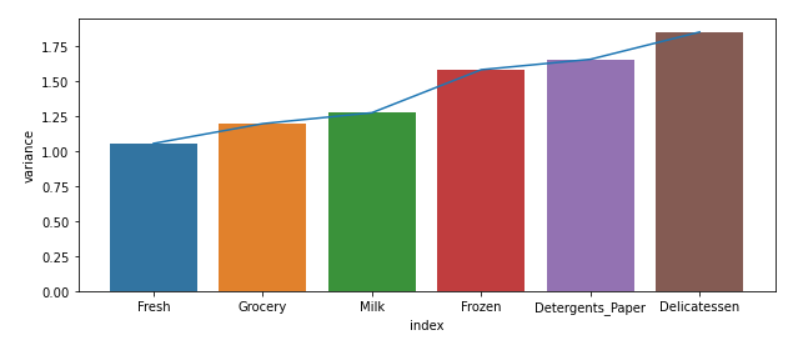 variance
1.75
1.50
1.25
1.00
0.75
0.50
0.25
0.00
Fresh Grocery Milk Frozen Detergents_Paper Delicatessen
index